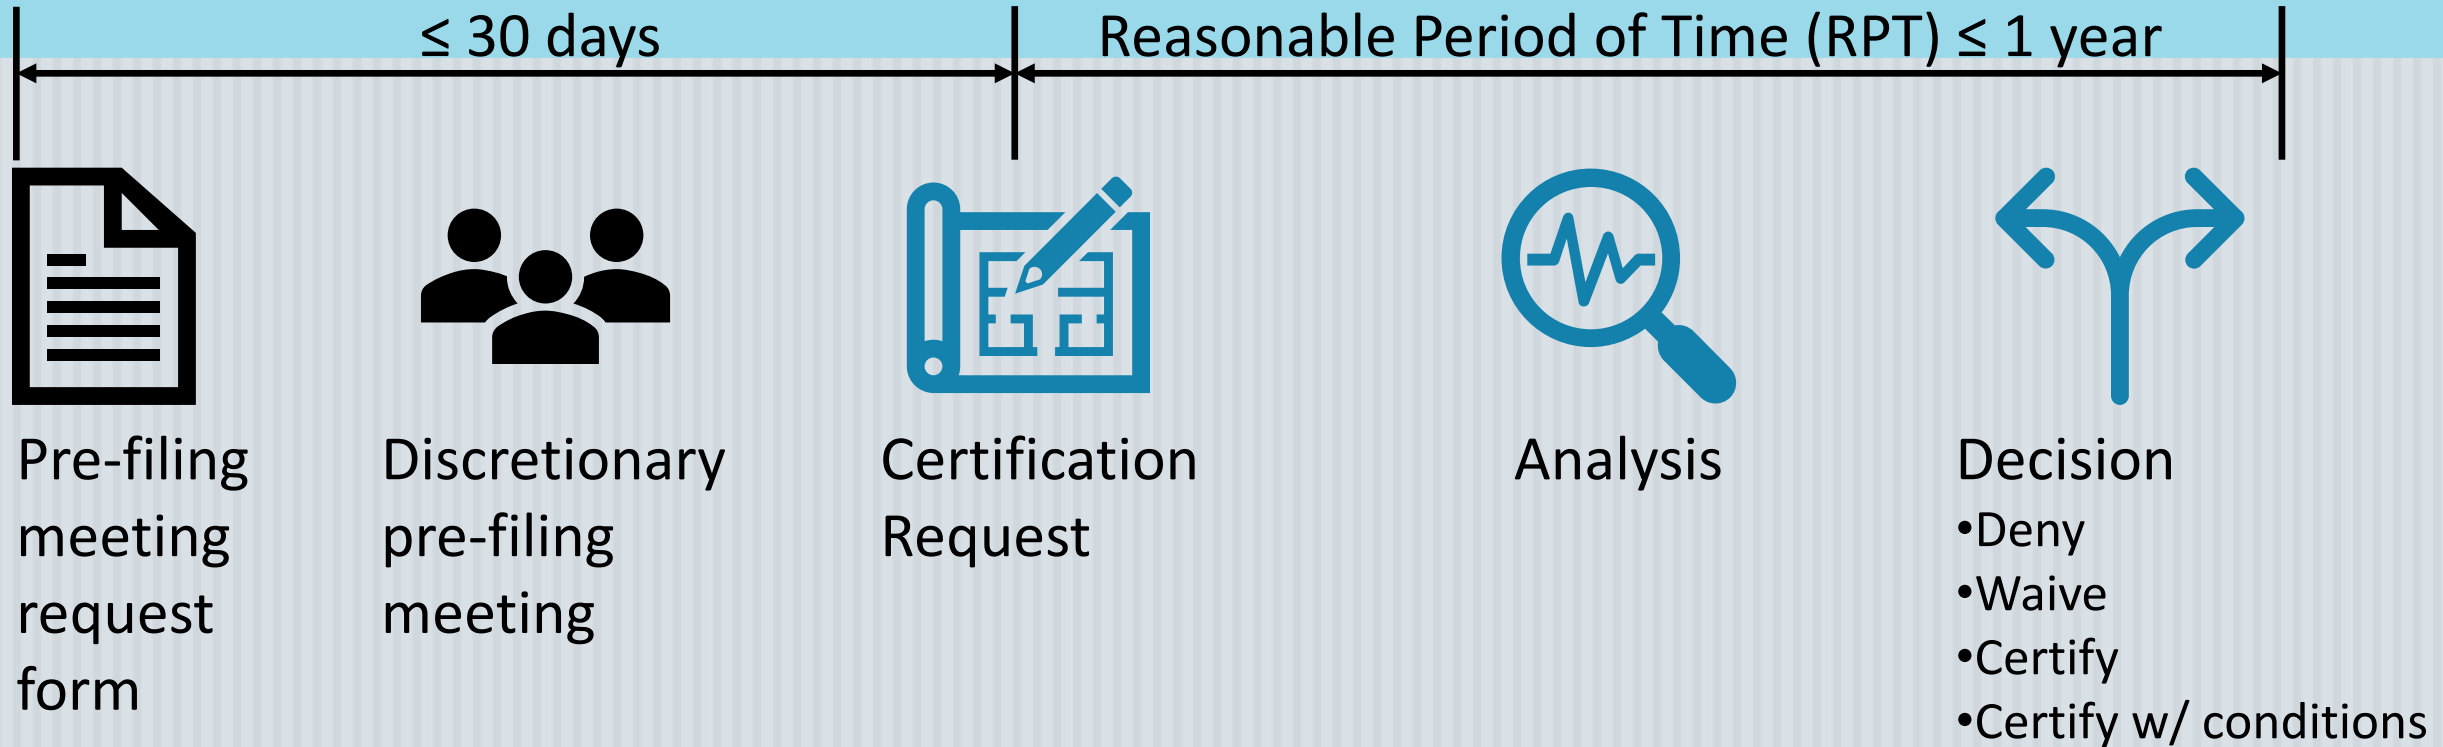 ≤ 30 days
Reasonable Period of Time (RPT) ≤ 1 year
Pre-filing
meeting
request
form
Discretionary
pre-filing
meeting
Certification
Request
Analysis
Decision
•Deny
•Waive
•Certify
•Certify w/ conditions